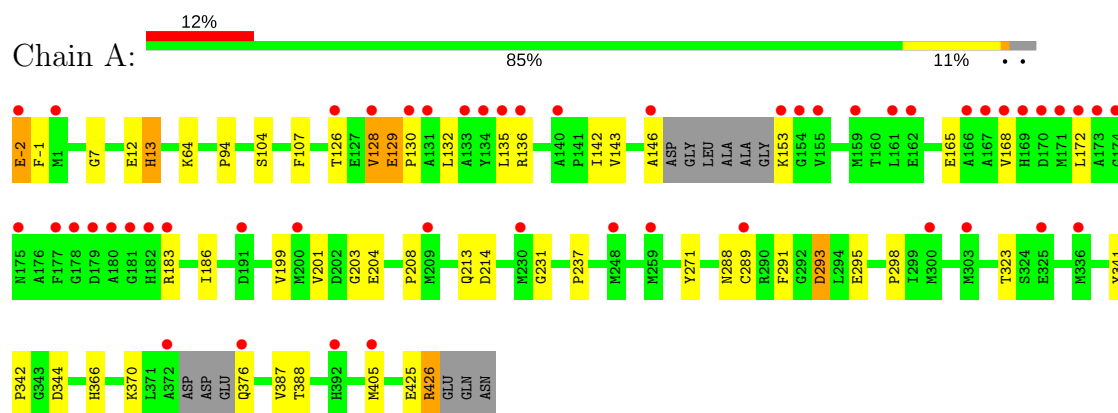 12%
Chain A:
85% 11% • •
E-2 F-1 M1 G7 E12 H13 K64 P94 S104 F107 T126 E127 V128 E129 P130 A131 L132 A133 Y134 L135 R136 A140 P141 I142 V143 A146 ASP GLY LEU ALA ALA GLY K153 G154 V155 M159 T160 L161 E162 E165 A166 A167 V168 H169 D170 M171 L172 A173 G174
N175 A176 F177 G178 D179 A180 G181 H182 R183 I186 D191 V199 M200 V201 D202 G203 E204 P208 M209 Q213 D214 M230 G231 P237 M248 M259 Y271 N288 C289 R290 F291 G292 D293 L294 E295 P298 I299 M300 M303 T323 S324 E325 M336 Y341
P342 G343 D344 H366 K370 L371 A372 ASP ASP GLU Q376 V387 T388 H392 M405 E425 R426 GLU GLN ASN